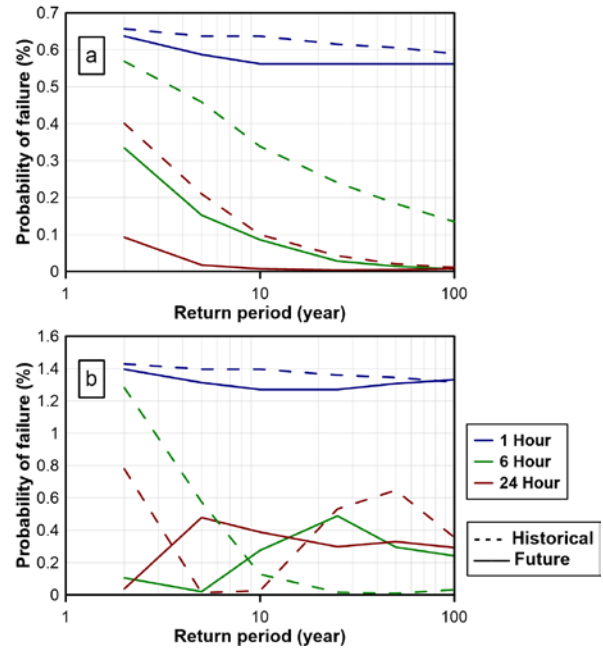 0.7
0.6
0.5
0.4
0.3
0.2
0.1
0
Probability of failure (%)
a
1
10
100
Return period (year)
1.6
1.4
1.2
1
0.8
0.6
0.4
0.2
0
Probability of failure (%)
b
1
10
100
Return period (year)
1 Hour
6 Hour
24 Hour
Historical
Future